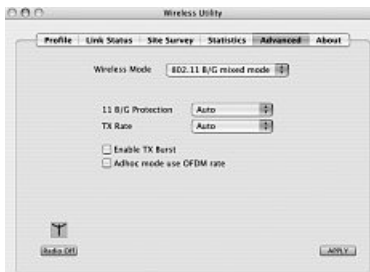 Wireless Utility
Profile Link Status Site Survey Statistics Advanced About
Wireless Mode 802.11 B/G mixed mode
11 B/G Protection Auto
TX Rate Auto
Enable TX Burst
Adhoc mode use OFDM rate
Radio Off
APPLY